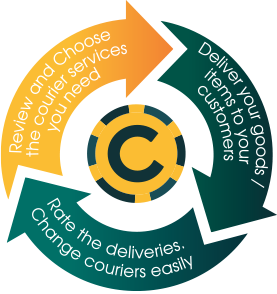 Review and Choose
the courier services
you need
Deliver your goods /
items to your
customers
Rate the deliveries.
Change couriers easily
C